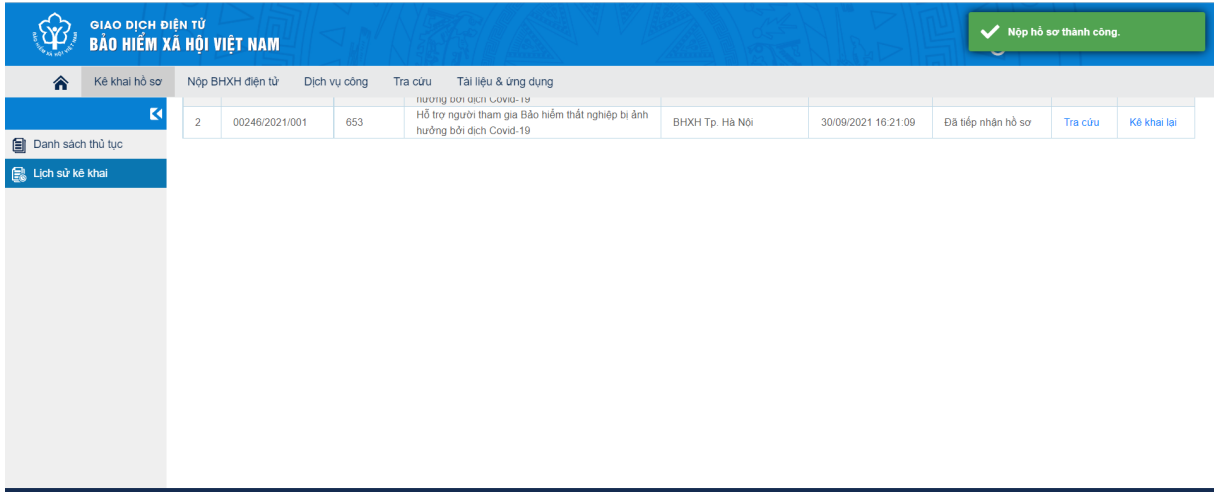 GIAO DỊCH ĐIỆN TỬ
BẢO HIỂM XÃ HỘI VIỆT NAM
Nộp hồ sơ thành công.
Kê khai hồ sơ Nộp BHXH điện tử Dịch vụ công Tra cứu Tài liệu & ứng dụng
hưởng bởi dịch Covid-19
2 00246/2021/001 653 Hỗ trợ người tham gia Bảo hiểm thất nghiệp bị ảnh BHXH Tp. Hà Nội 30/09/2021 16:21:09 Đã tiếp nhận hồ sơ Tra cứu Kê khai lại
hưởng bởi dịch Covid-19
Danh sách thủ tục
Lịch sử kê khai